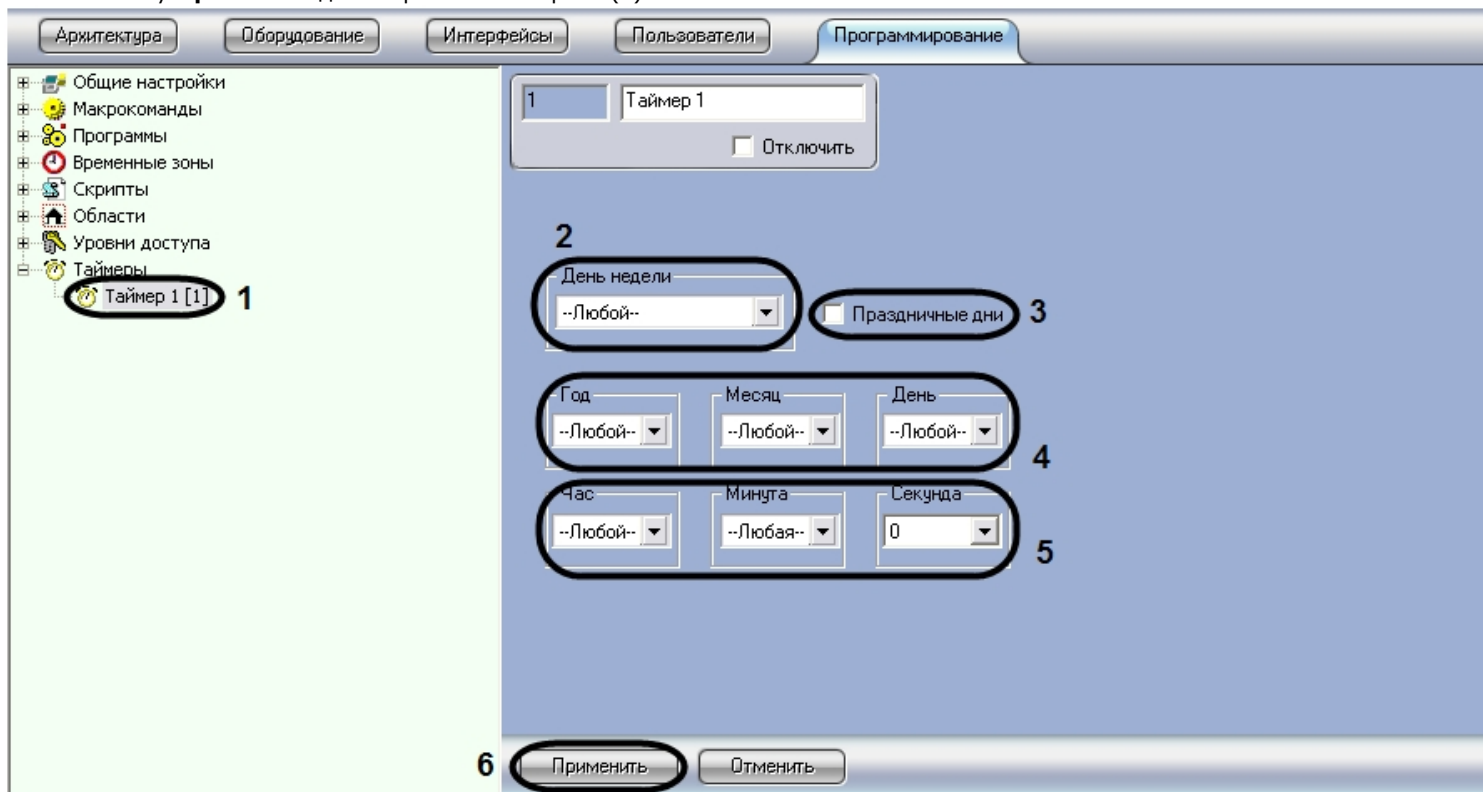 Архитектура Оборудование Интерфейсы Пользователи Программирование
Общие настройки
Макрокоманды
Программы
Временные зоны
Скрипты
Области
Уровни доступа
Таймеры
Таймер 1 [1] 1
1 Таймер 1
Отключить
2
День недели
--Любой--
Праздничные дни 3
Год Месяц День
--Любой-- --Любой-- --Любой--
4
Час Минута Секунда
--Любой-- --Любая-- 0
5
6 Применить Отменить